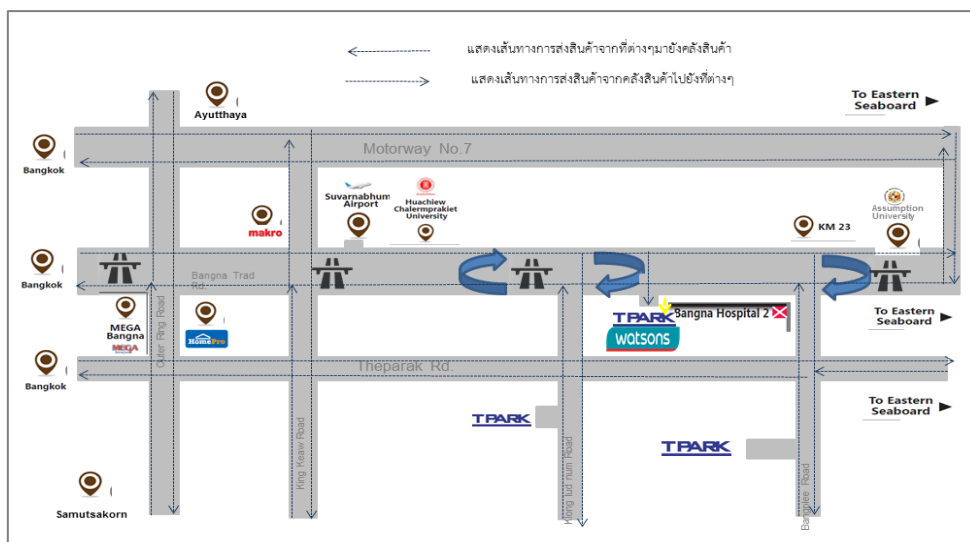 แสดงเส้นทางการส่งสินค้าจากที่ต่างๆมายังคลังสินค้า
แสดงเส้นทางการส่งสินค้าจากคลังสินค้าไปยังที่ต่างๆ
To Eastern
Seaboard
Ayutthaya
Motorway No.7
Bangkok
Suvarnabhum
Airport
Huachiew
Chalermprakiet
University
Assumption
University
makro
KM 23
Bangkok
Bangna Trad
Rd.
MEGA
Bangna
MEGA
HomePro
TPARK
watsons
Bangna Hospital 2
To Eastern
Seaboard
Outer Ring Road
Bangkok
Theparak Rd.
To Eastern
Seaboard
TPARK
TPARK
King Keaw Road
Klong lud num Road
Bangplee Road
Samutsakorn